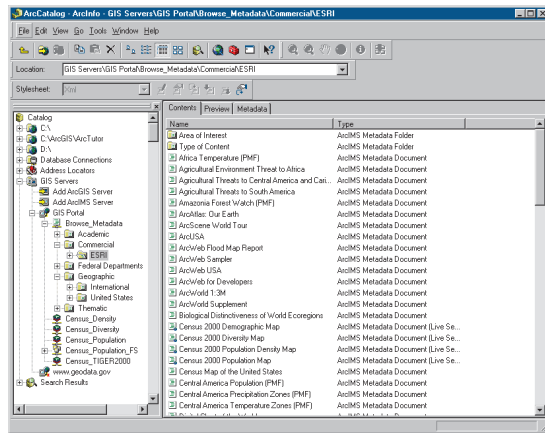 ArcCatalog - ArcInfo - GIS Servers\GIS Portal\Browse_Metadata\Commercial\ESRI
File Edit View Go Tools Window Help
Location: GIS Servers\GIS Portal\Browse_Metadata\Commercial\ESRI
Stylesheet: Xml
Catalog
C:\
C:\ArcGIS\ArcTutor
D:\
Database Connections
Address Locators
GIS Servers
Add ArcGIS Server
Add ArcIMS Server
GIS Portal
Browse_Metadata
Academic
Commercial
ESRI
Federal Departments
Geographic
International
United States
Thematic
Census_Density
Census_Diversity
Census_Population
Census_Population_FS
Census_TIGER2000
www.geodata.gov
Search Results
Contents Preview Metadata
Name Type
Area of Interest ArcIMS Metadata Folder
Type of Content ArcIMS Metadata Folder
Africa Temperature (PMF) ArcIMS Metadata Document
Agricultural Environment Threat to Africa ArcIMS Metadata Document
Agricultural Threats to Central America and Cari... ArcIMS Metadata Document
Agricultural Threats to South America ArcIMS Metadata Document
Amazonia Forest Watch (PMF) ArcIMS Metadata Document
ArcAtlas: Our Earth ArcIMS Metadata Document
ArcScene World Tour ArcIMS Metadata Document
ArcUSA ArcIMS Metadata Document
ArcWeb Flood Map Report ArcIMS Metadata Document
ArcWeb Sampler ArcIMS Metadata Document
ArcWeb USA ArcIMS Metadata Document
ArcWeb for Developers ArcIMS Metadata Document
ArcWorld 1:3M ArcIMS Metadata Document
ArcWorld Supplement ArcIMS Metadata Document
Biological Distinctiveness of World Ecoregions ArcIMS Metadata Document
Census 2000 Demographic Map ArcIMS Metadata Document (Live Se...
Census 2000 Diversity Map ArcIMS Metadata Document (Live Se...
Census 2000 Population Density Map ArcIMS Metadata Document (Live Se...
Census 2000 Population Map ArcIMS Metadata Document (Live Se...
Census Map of the United States ArcIMS Metadata Document
Central America Population (PMF) ArcIMS Metadata Document
Central America Precipitation Zones (PMF) ArcIMS Metadata Document
Central America Temperature Zones (PMF) ArcIMS Metadata Document